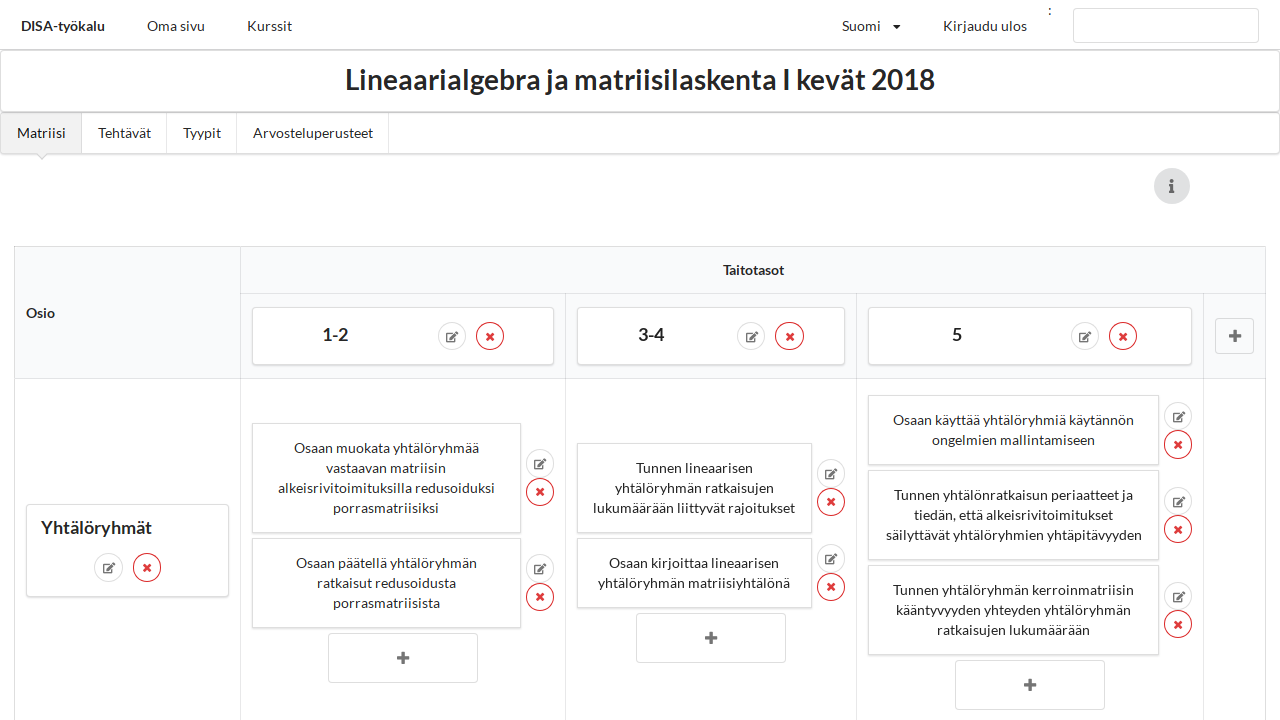 DISA-työkalu Oma sivu Kurssit Suomi Kirjaudu ulos :
Lineaarialgebra ja matriisilaskenta I kevät 2018
Matriisi Tehtävät Tyypit Arvosteluperusteet
Osio
Taitotasot
1-2 3-4 5
Yhtälöryhmät
Osaan muokata yhtälöryhmää
vastaavan matriisin
alkeisrivitoimituksilla redusoiduksi
porrasmatriisiksi
Osaan päätellä yhtälöryhmän
ratkaisut redusoidusta
porrasmatriisista
Tunnen lineaarisen
yhtälöryhmän ratkaisujen
lukumäärään liittyvät rajoitukset
Osaan kirjoittaa lineaarisen
yhtälöryhmän matriisiyhtälönä
Osaan käyttää yhtälöryhmiä käytännön
ongelmien mallintamiseen
Tunnen yhtälönratkaisun periaatteet ja
tiedän, että alkeisrivitoimitukset
säilyttävät yhtälöryhmien yhtäpitävyyden
Tunnen yhtälöryhmän kerroinmatriisin
kääntyvyyden yhteyden yhtälöryhmän
ratkaisujen lukumäärään